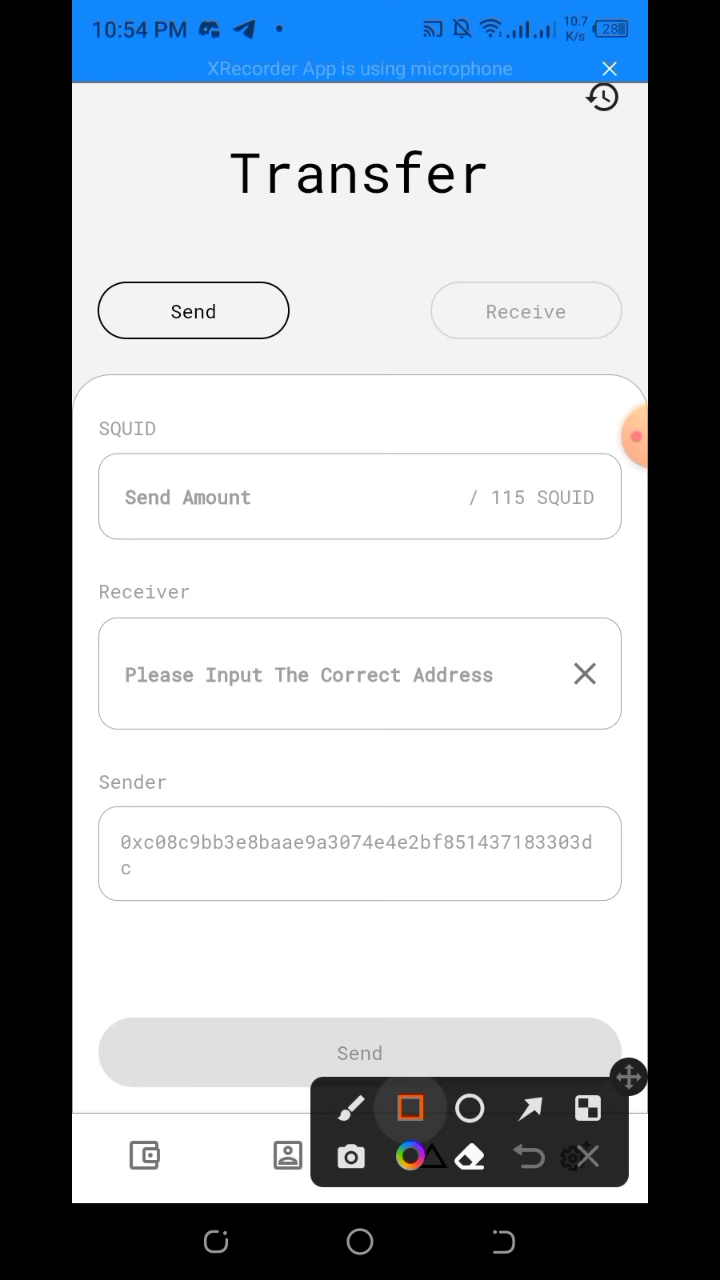 10:54 PM
10.7
K/s
28
XRecorder App is using microphone
Transfer
Send
Receive
SQUID
Send Amount
/ 115 SQUID
Receiver
Please Input The Correct Address
Sender
0xc08c9bb3e8baae9a3074e4e2bf851437183303d
c
Send